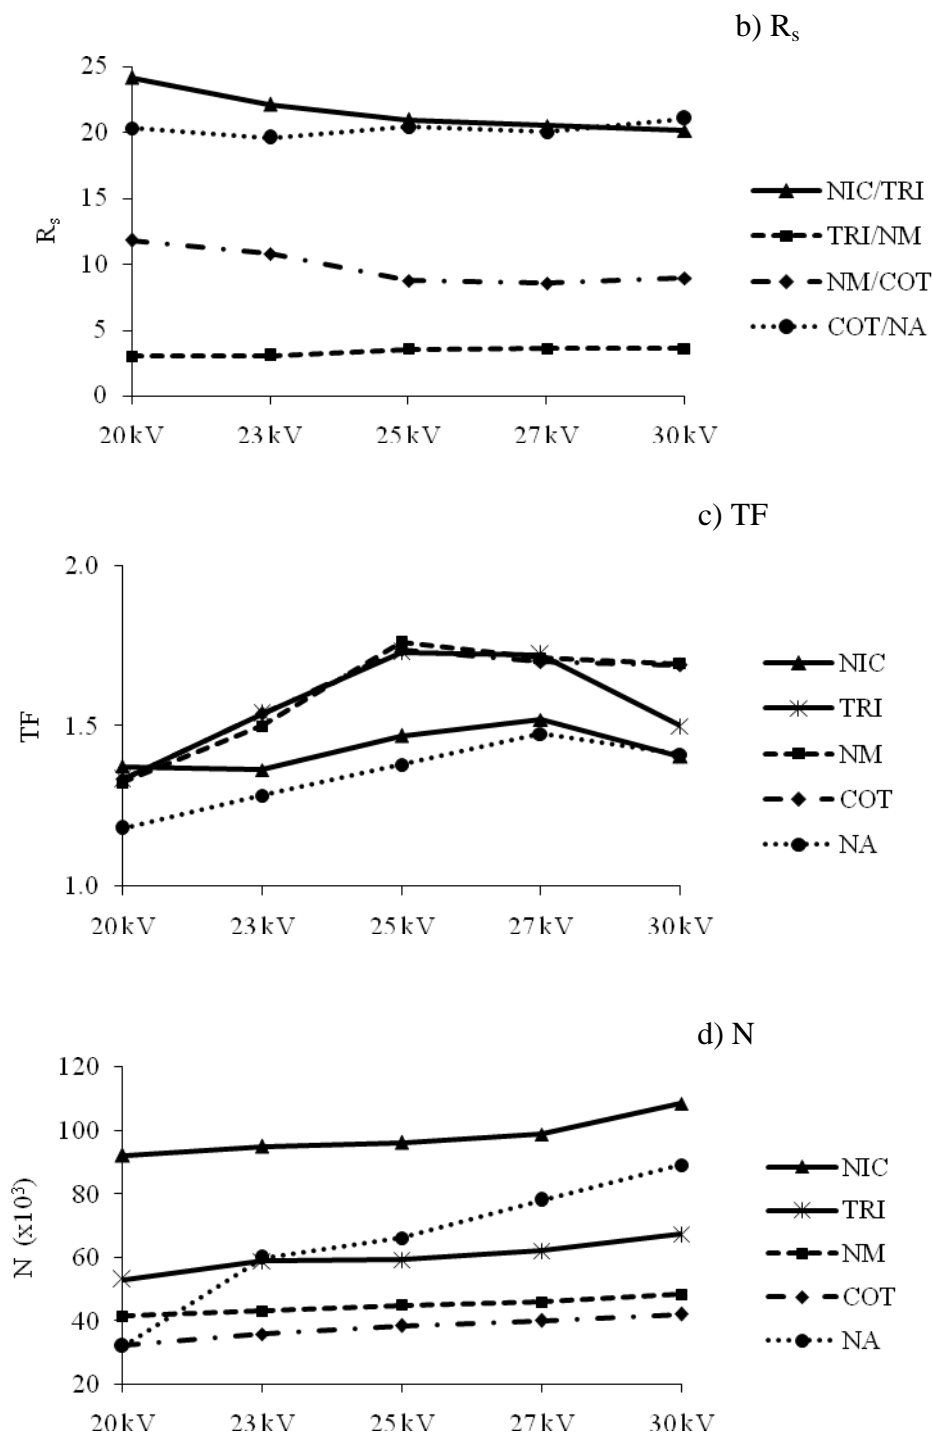 b) Rs
25
20
15
10
5
0
Rs
20kV 23kV 25kV 27kV 30kV
NIC/TRI
TRI/NM
NM/COT
COT/NA
c) TF
2.0
1.5
1.0
TF
20kV 23kV 25kV 27kV 30kV
NIC
TRI
NM
COT
NA
d) N
120
100
80
60
40
20
N (x10³)
20kV 23kV 25kV 27kV 30kV
NIC
TRI
NM
COT
NA